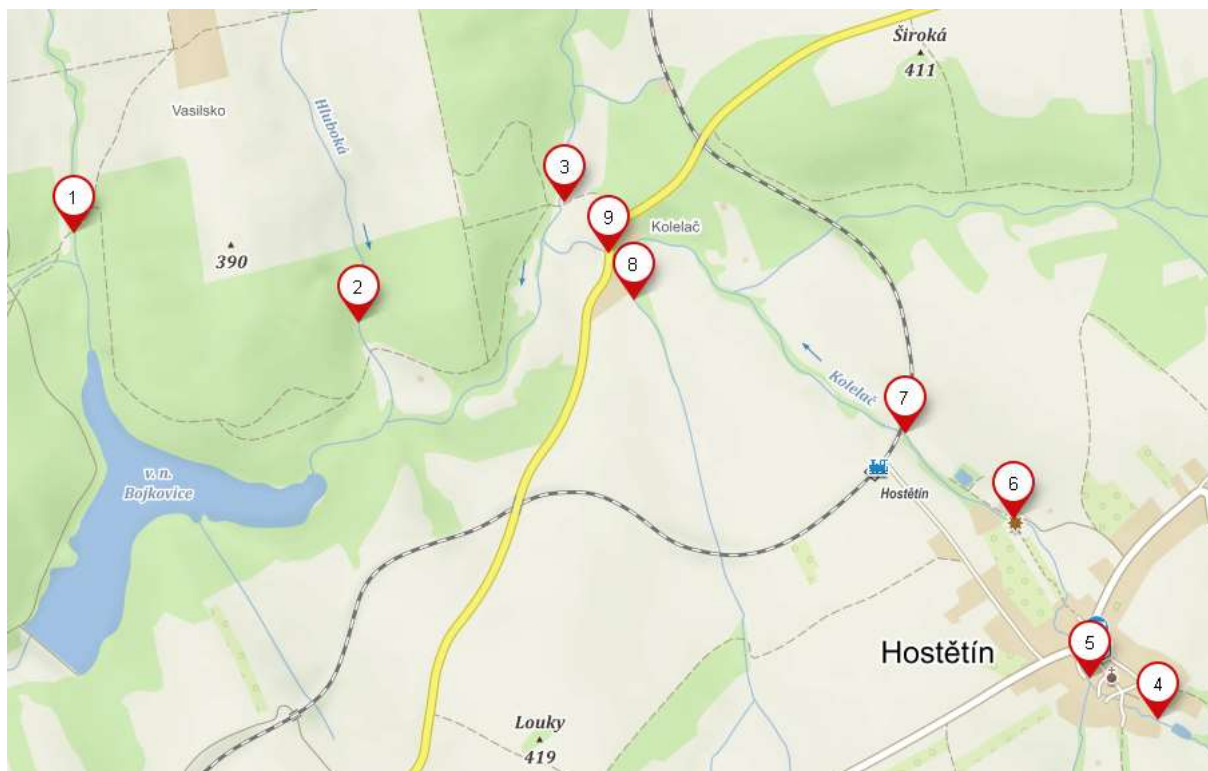 Široká
411
Vasilsko
Hluboká
3
1
9
Kolelač
390
8
2
Kolelač
7
v. n.
Bojkovice
Hostětín
6
Hostětín
5
4
Louky
419